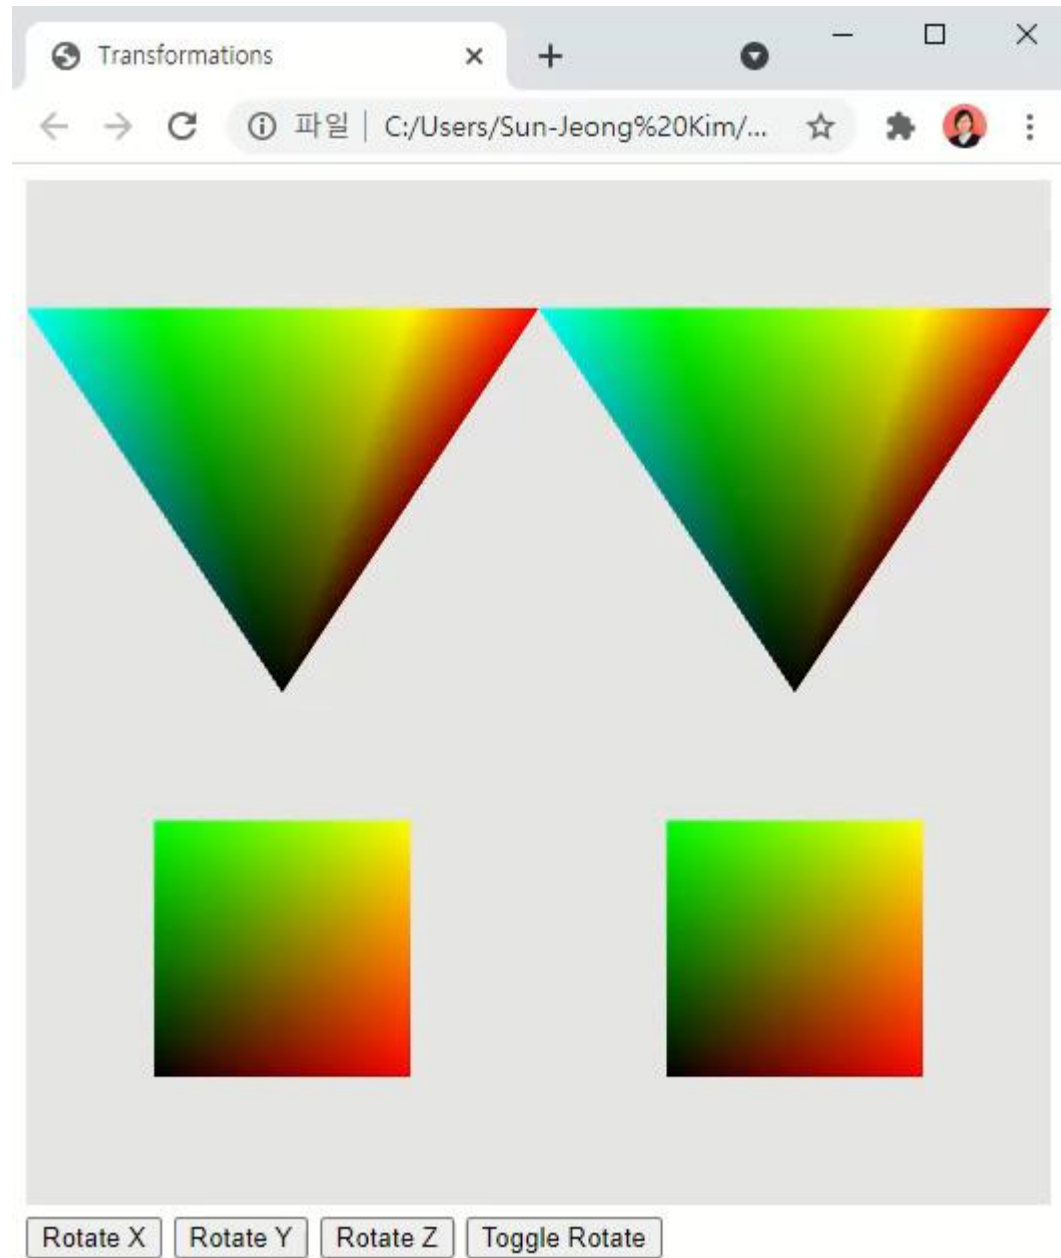 Transformations
파일 | C:/Users/Sun-Jeong%20Kim/...
Rotate X Rotate Y Rotate Z Toggle Rotate